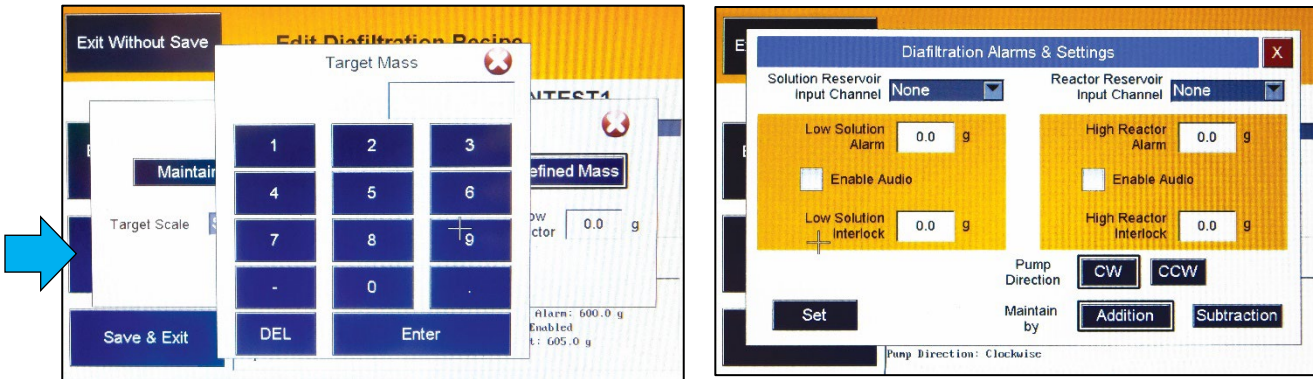 Exit Without Save
Edit Diafiltration Recipe
Target Mass
Maintain
efined Mass
Target Scale
0.0 g
1 2 3
4 5 6
7 8 9
- 0 .
DEL Enter
Save & Exit
Alarm: 600.0 g
Enabled
t: 605.0 g
Diafiltration Alarms & Settings
X
Solution Reservoir
Input Channel
None
Reactor Reservoir
Input Channel
None
Low Solution
Alarm
0.0 g
Enable Audio
Low Solution
Interlock
0.0 g
High Reactor
Alarm
0.0 g
Enable Audio
High Reactor
Interlock
0.0 g
Pump
Direction
CW
CCW
Set
Maintain
by
Addition
Subtraction
Pump Direction: Clockwise